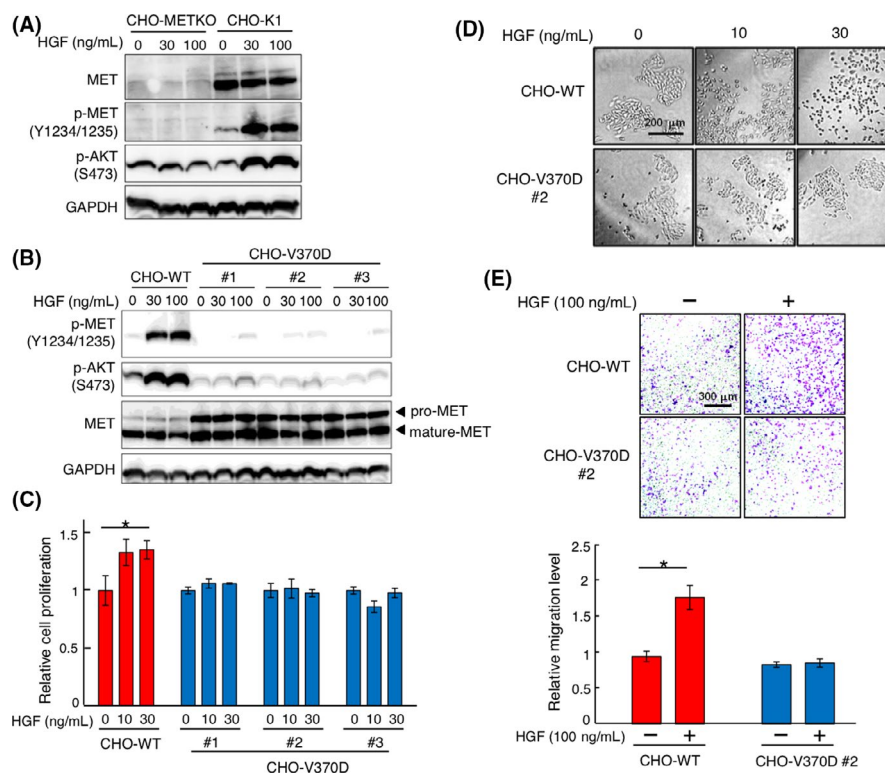 (A)
CHO-METKO CHO-K1
HGF (ng/mL) 0 30 100 0 30 100
MET
p-MET
(Y1234/1235)
p-AKT
(S473)
GAPDH
(B)
CHO-V370D
CHO-WT #1 #2 #3
HGF (ng/mL) 0 30 100 0 30 100 0 30 100 0 30 100
p-MET
(Y1234/1235)
p-AKT
(S473)
MET
pro-MET
mature-MET
GAPDH
(C)
Relative cell proliferation
1.5
1
0.5
0
*
HGF (ng/mL) 0 10 30 0 10 30 0 10 30 0 10 30
CHO-WT #1 #2 #3
CHO-V370D
(D)
HGF (ng/mL) 0 10 30
CHO-WT
200 μm
CHO-V370D
#2
(E)
HGF (100 ng/mL) − +
CHO-WT
300 μm
CHO-V370D
#2
Relative migration level
2.5
2
1.5
1
0.5
0
*
HGF (100 ng/mL) − + − +
CHO-WT CHO-V370D #2